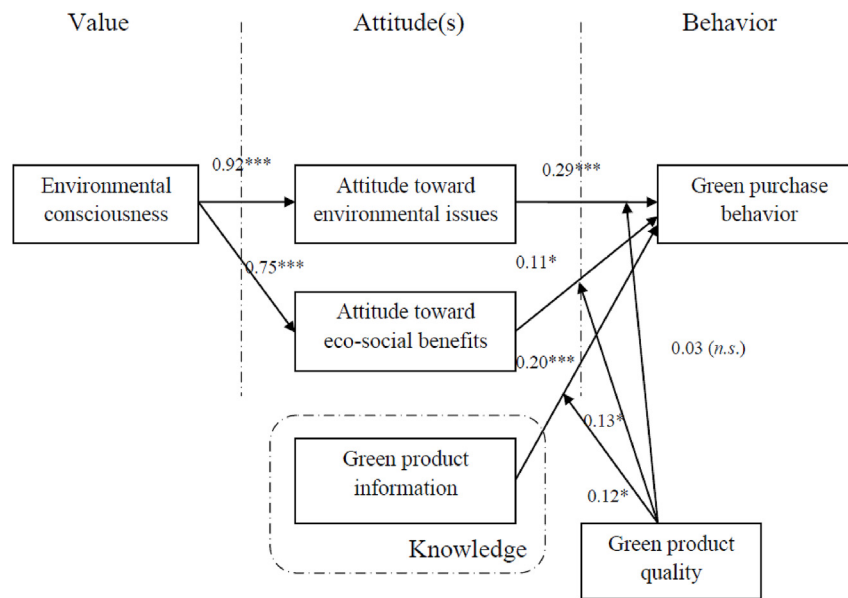 Value
Attitude(s)
Behavior
0.92***
0.29***
Environmental
consciousness
Attitude toward
environmental issues
Green purchase
behavior
0.75***
0.11*
Attitude toward
eco-social benefits
0.20***
0.03 (n.s.)
0.13*
Green product
information
0.12*
Knowledge
Green product
quality